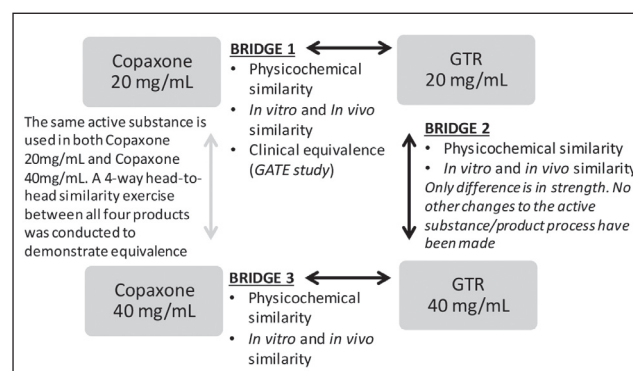 Copaxone
20 mg/mL
BRIDGE 1
• Physicochemical
similarity
• In vitro and In vivo
similarity
• Clinical equivalence
(GATE study)
GTR
20 mg/mL
The same active substance is
used in both Copaxone
20mg/mL and Copaxone
40mg/mL. A 4-way head-to-
head similarity exercise
between all four products
was conducted to
demonstrate equivalence
BRIDGE 2
• Physicochemical similarity
• In vitro and in vivo similarity
Only difference is in strength. No
other changes to the active
substance/product process have
been made
Copaxone
40 mg/mL
BRIDGE 3
• Physicochemical
similarity
• In vitro and in vivo
similarity
GTR
40 mg/mL